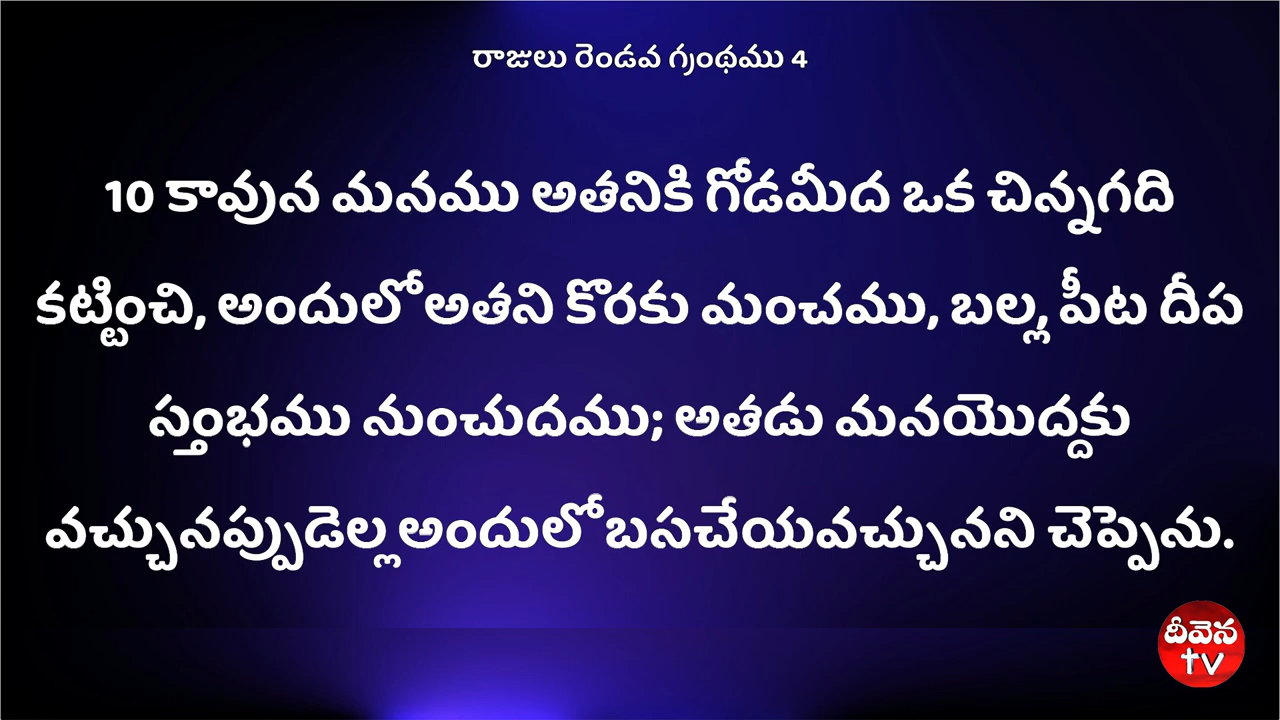 రాజులు రెండవ గ్రంథము 4
10 కావున మనము అతనికి గోడమీద ఒక చిన్నగది
కట్టించి, అందులో అతని కొరకు మంచము, బల్ల, పీట దీప
స్తంభము నుంచుదము; అతడు మనయొద్దకు
వచ్చునప్పుడెల్ల అందులో బసచేయవచ్చునని చెప్పెను.
దీవెన
tv